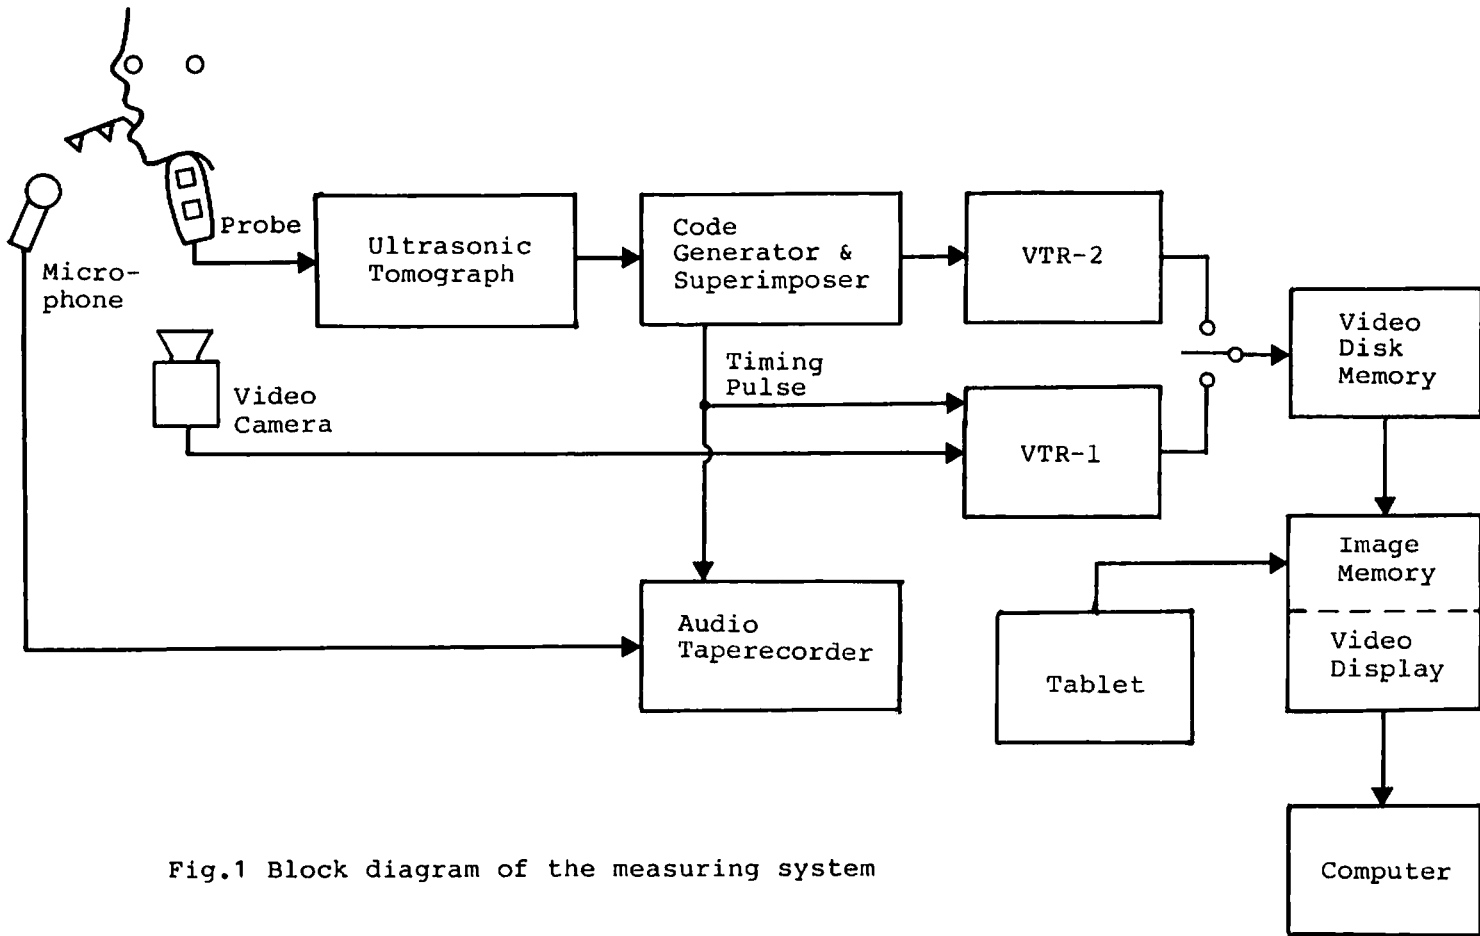 Probe
Micro-
phone
Ultrasonic
Tomograph
Code
Generator &
Superimposer
VTR-2
Video
Disk
Memory
Timing
Pulse
Video
Camera
VTR-1
Image
Memory
Video
Display
Audio
Taperecorder
Tablet
Computer
Fig.1 Block diagram of the measuring system